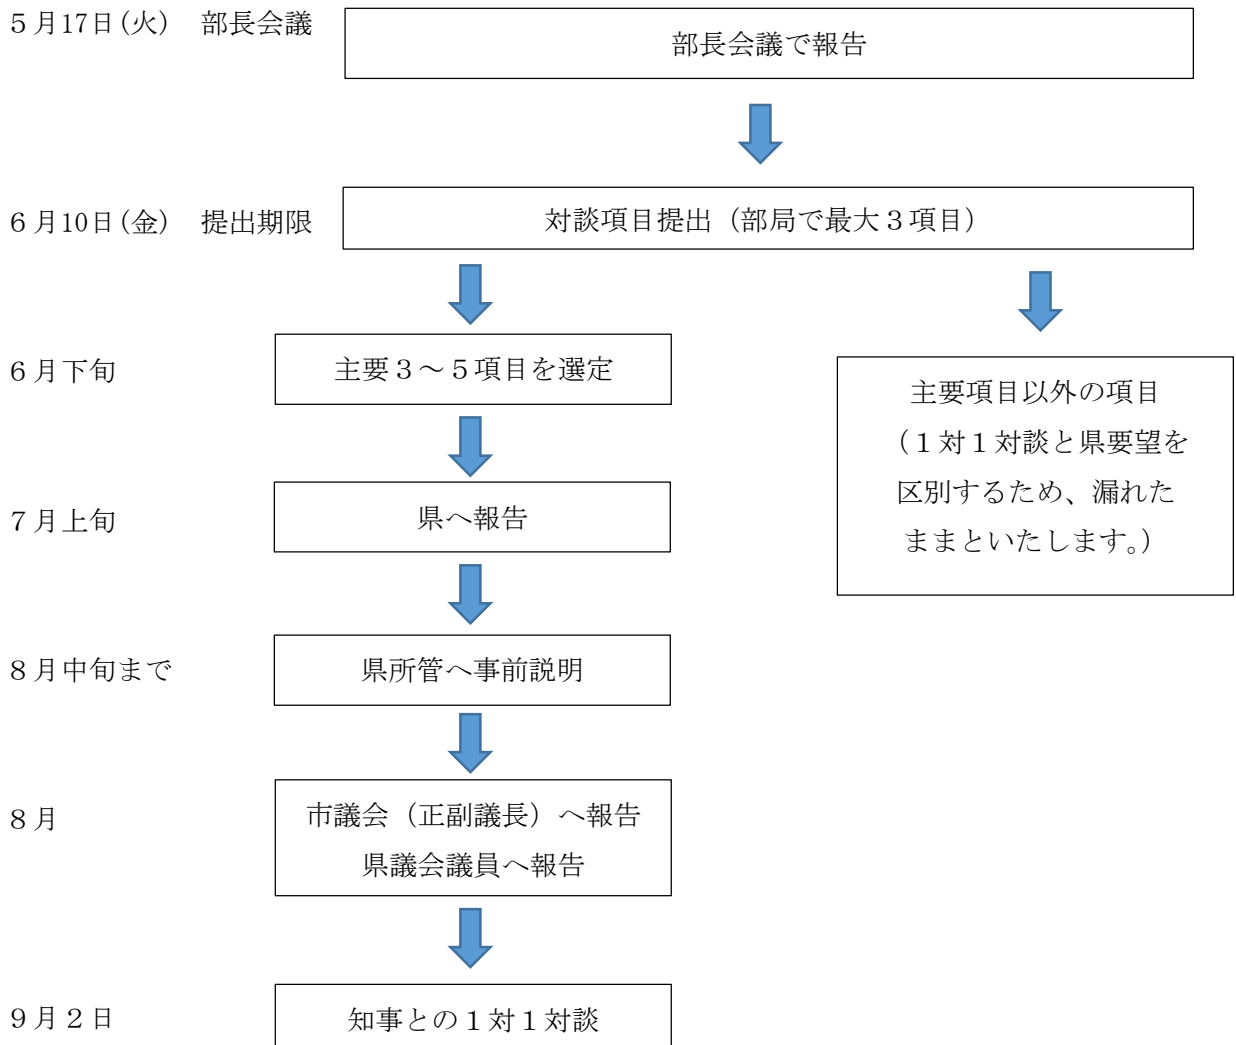 ５月17日(火)　部長会議
部長会議で報告
６月10日(金)　提出期限
対談項目提出（部局で最大３項目）
６月下旬
主要３～５項目を選定
主要項目以外の項目
（１対１対談と県要望を
区別するため、漏れた
ままといたします。）
７月上旬
県へ報告
８月中旬まで
県所管へ事前説明
８月
市議会（正副議長）へ報告
県議会議員へ報告
９月２日
知事との１対１対談